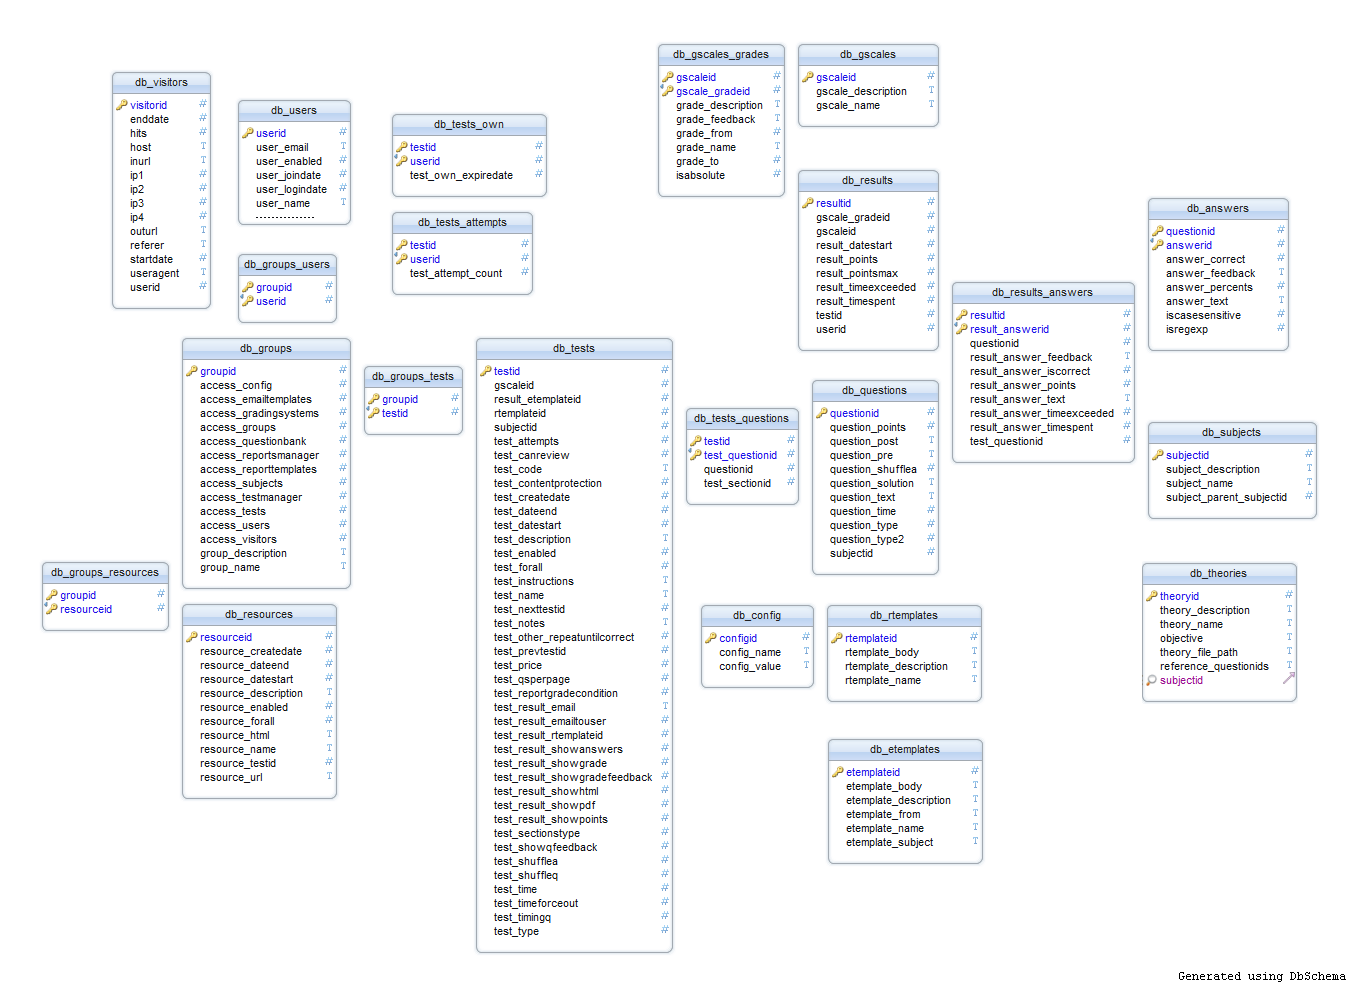 db_visitors
visitorid #
enddate #
hits #
host T
inurl T
ip1 #
ip2 #
ip3 #
ip4 #
outurl T
referer T
startdate #
useragent T
userid #
db_users
userid #
user_email T
user_enabled #
user_joindate #
user_logindate #
user_name T
---------------
db_groups_users
groupid #
userid #
db_tests_own
testid #
userid #
test_own_expiredate #
db_tests_attempts
testid #
userid #
test_attempt_count #
db_gscales_grades
gscaleid #
gscale_gradeid #
grade_description T
grade_feedback T
grade_from #
grade_name T
grade_to #
isabsolute #
db_gscales
gscaleid #
gscale_description T
gscale_name T
db_results
resultid #
gscale_gradeid #
gscaleid #
result_datestart #
result_points #
result_pointsmax #
result_timeexceeded #
result_timespent #
testid #
userid #
db_answers
questionid #
answerid #
answer_correct #
answer_feedback T
answer_percents #
answer_text T
iscasesensitive #
isregexp #
db_results_answers
resultid #
result_answerid #
questionid #
result_answer_feedback T
result_answer_iscorrect #
result_answer_points #
result_answer_text T
result_answer_timeexceeded #
result_answer_timespent #
test_questionid #
db_groups
groupid #
access_config #
access_emailtemplates #
access_gradingsystems #
access_groups #
access_questionbank #
access_reportsmanager #
access_reporttemplates #
access_subjects #
access_testmanager #
access_tests #
access_users #
access_visitors #
group_description T
group_name T
db_groups_tests
groupid #
testid #
db_tests
testid #
gscaleid #
result_etemplateid #
rtemplateid #
subjectid #
test_attempts #
test_canreview #
test_code T
test_contentprotection #
test_createdate #
test_dateend #
test_datestart #
test_description T
test_enabled #
test_forall #
test_instructions T
test_name T
test_nexttestid #
test_notes T
test_other_repeatuntilcorrect #
test_prevtestid #
test_price #
test_qsperpage #
test_reportgradecondition #
test_result_email T
test_result_emailtouser #
test_result_rtemplateid #
test_result_showanswers #
test_result_showgrade #
test_result_showgradefeedback #
test_result_showhtml #
test_result_showpdf #
test_result_showpoints #
test_sectionstype #
test_showqfeedback #
test_shufflea #
test_shuffleq #
test_time #
test_timeforceout #
test_timingq #
test_type #
db_tests_questions
testid #
test_questionid #
questionid #
test_sectionid #
db_questions
questionid #
question_points #
question_post T
question_pre T
question_shufflea #
question_solution T
question_text T
question_time #
question_type #
question_type2 #
subjectid #
db_subjects
subjectid #
subject_description T
subject_name T
subject_parent_subjectid #
db_groups_resources
groupid #
resourceid #
db_resources
resourceid #
resource_createdate #
resource_dateend #
resource_datestart #
resource_description T
resource_enabled #
resource_forall #
resource_html T
resource_name T
resource_testid #
resource_url T
db_config
configid #
config_name T
config_value T
db_rtemplates
rtemplateid #
rtemplate_body T
rtemplate_description T
rtemplate_name T
db_theories
theoryid #
theory_description T
theory_name T
objective T
theory_file_path T
reference_questionids T
subjectid
db_etemplates
etemplateid #
etemplate_body T
etemplate_description T
etemplate_from T
etemplate_name T
etemplate_subject T
Generated using DbSchema